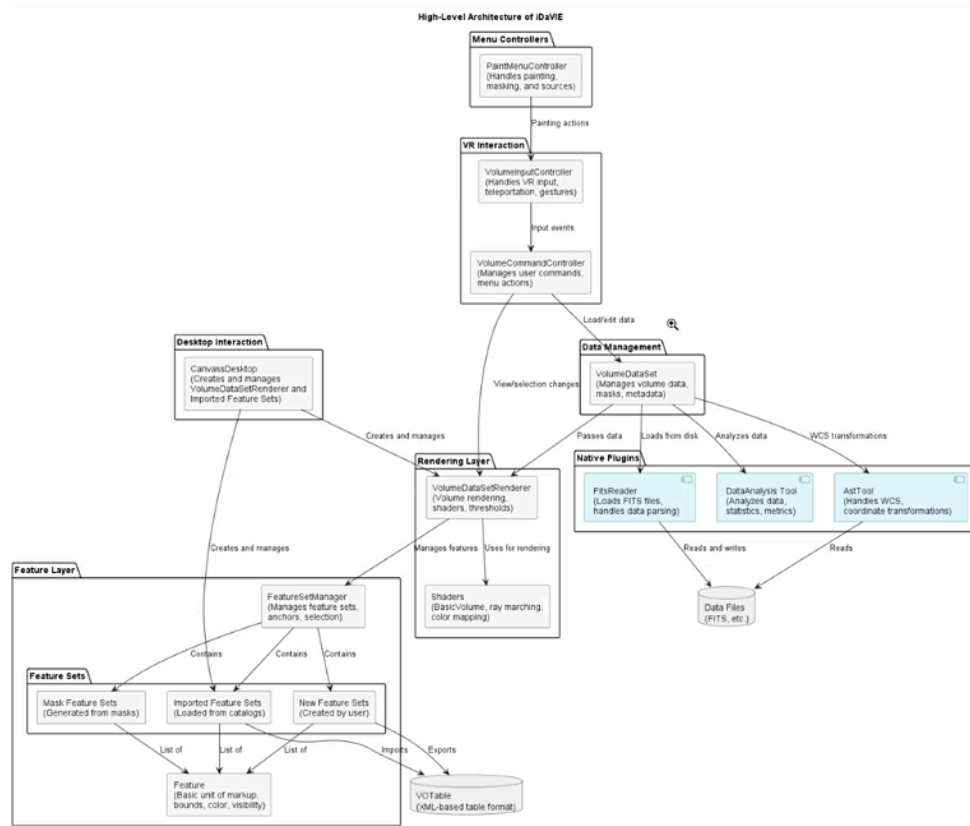 High-Level Architecture of iDaVIE
Menu Controllers
PaintMenuController
(Handles painting,
masking, and sources)
Painting actions
VR Interaction
VolumeInputController
(Handles VR input,
teleportation, gestures)
Input events
VolumeCommandController
(Manages user commands,
menu actions)
Load/edit data
Desktop Interaction
CanvassDesktop
(Creates and manages
VolumeDataSetRenderer and
Imported Feature Sets)
Data Management
VolumeDataSet
(Manages volume data,
masks, metadata)
View/selection changes
Creates and manages
Passes data
Loads from disk
Analyzes data
WCS transformations
Rendering Layer
VolumeDataSetRenderer
(Volume rendering,
shaders, thresholds)
Native Plugins
FitsReader
(Loads FITS files,
handles data parsing)
DataAnalysis Tool
(Analyzes data,
statistics, metrics)
AstTool
(Handles WCS,
coordinate transformations)
Creates and manages
Manages features
Uses for rendering
Reads and writes
Reads
Feature Layer
FeatureSetManager
(Manages feature sets,
anchors, selection)
Shaders
(BasicVolume, ray marching,
color mapping)
Data Files
(FITS, etc.)
Contains
Contains
Contains
Feature Sets
Mask Feature Sets
(Generated from masks)
Imported Feature Sets
(Loaded from catalogs)
New Feature Sets
(Created by user)
List of
List of
List of
Imports
Exports
Feature
(Basic unit of markup,
bounds, color, visibility)
VOTable
(XML-based table format)